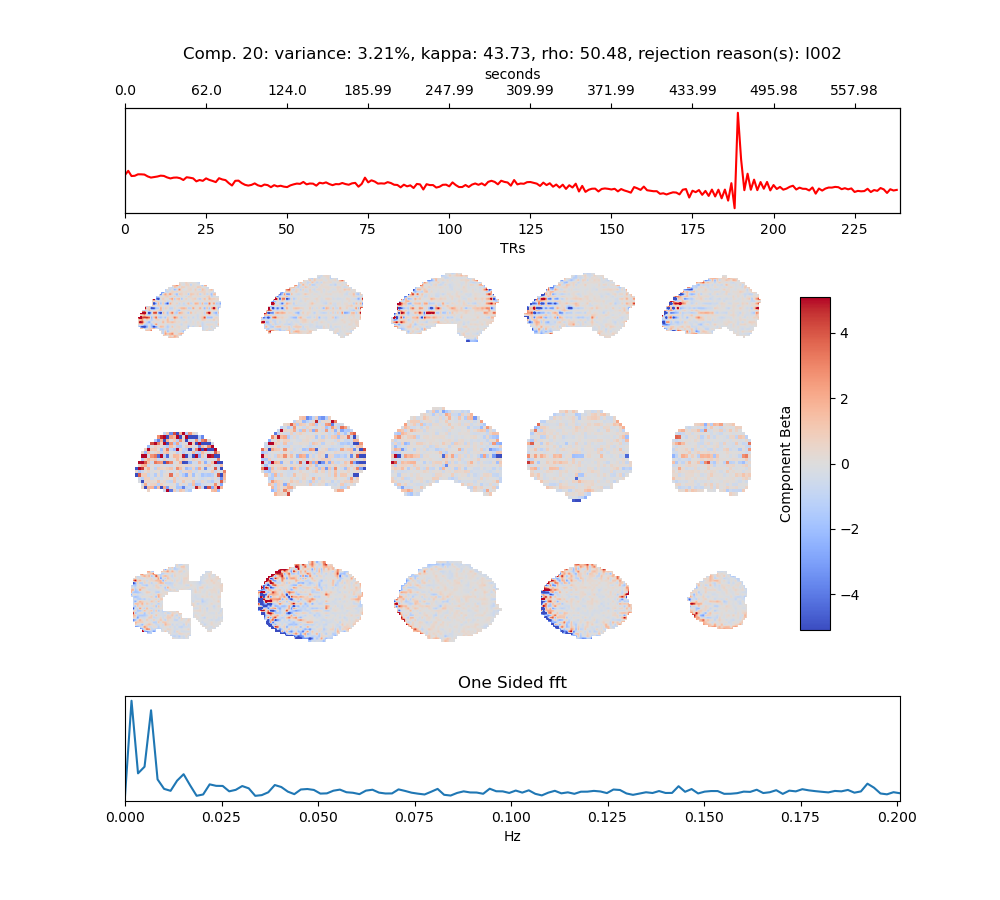 Comp. 20: variance: 3.21%, kappa: 43.73, rho: 50.48, rejection reason(s): I002
seconds
0.0 62.0 124.0 185.99 247.99 309.99 371.99 433.99 495.98 557.98
0 25 50 75 100 125 150 175 200 225
TRs
4
2
0
−2
−4
Component Beta
One Sided fft
0.000 0.025 0.050 0.075 0.100 0.125 0.150 0.175 0.200
Hz